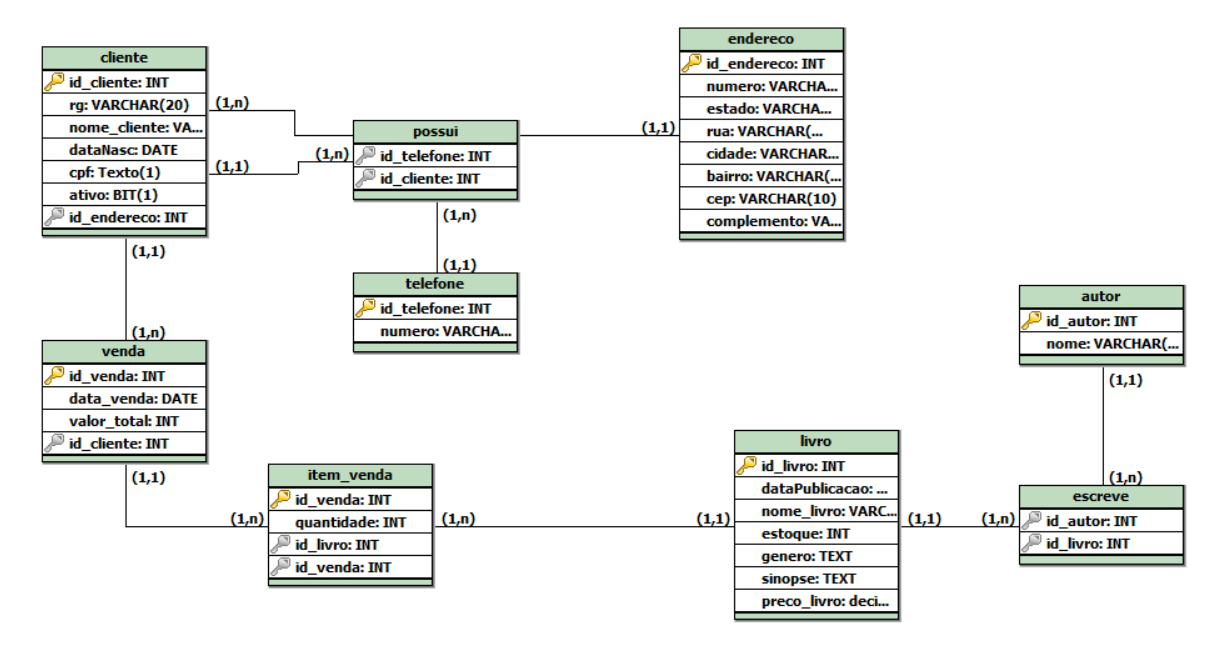 cliente
id_cliente: INT
rg: VARCHAR(20)
nome_cliente: VA...
dataNasc: DATE
cpf: Texto(1)
ativo: BIT(1)
id_endereco: INT
(1,n)
(1,1)
(1,1)
possui
(1,n)
id_telefone: INT
id_cliente: INT
(1,n)
(1,1)
endereco
id_endereco: INT
numero: VARCHA...
estado: VARCHA...
rua: VARCHAR(...
cidade: VARCHAR...
bairro: VARCHAR(...
cep: VARCHAR(10)
complemento: VA...
(1,1)
telefone
id_telefone: INT
numero: VARCHA...
(1,n)
venda
id_venda: INT
data_venda: DATE
valor_total: INT
id_cliente: INT
(1,1)
(1,n)
item_venda
id_venda: INT
quantidade: INT
id_livro: INT
id_venda: INT
(1,n)
(1,1)
livro
id_livro: INT
dataPublicacao: ...
nome_livro: VARC...
estoque: INT
genero: TEXT
sinopse: TEXT
preco_livro: deci...
(1,1)
(1,n)
autor
id_autor: INT
nome: VARCHAR(...
(1,1)
(1,n)
escreve
id_autor: INT
id_livro: INT